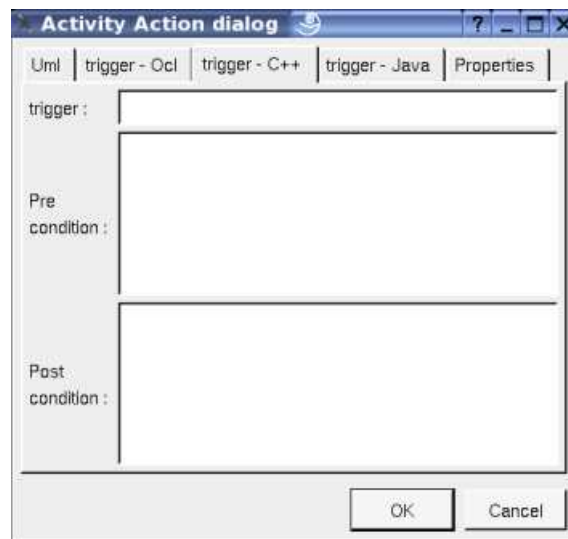 Activity Action dialog
Uml trigger - Ocl trigger - C++ trigger - Java Properties
trigger :
Pre
condition :
Post
condition :
OK Cancel